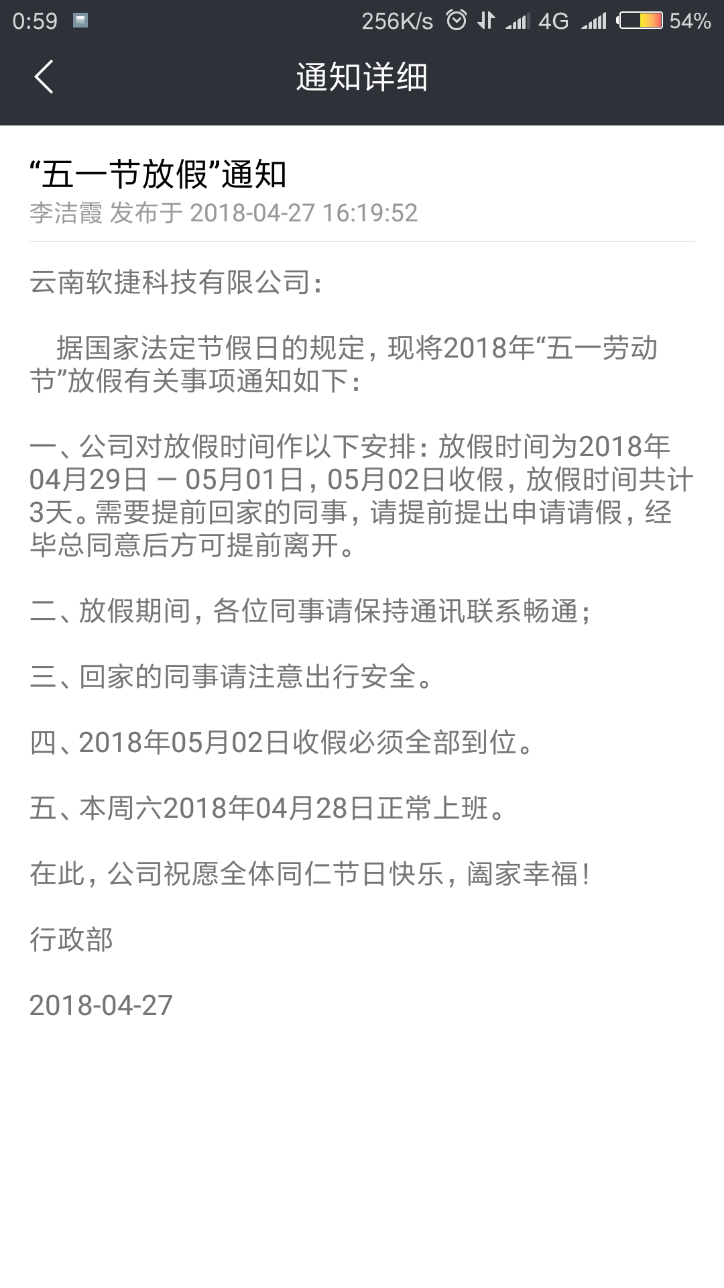 0:59 256K/s 4G 54%
通知详细
“五一节放假”通知
李洁霞 发布于 2018-04-27 16:19:52
云南软捷科技有限公司：
据国家法定节假日的规定，现将2018年“五一劳动
节”放假有关事项通知如下：
一、公司对放假时间作以下安排：放假时间为2018年
04月29日 — 05月01日，05月02日收假，放假时间共计
3天。需要提前回家的同事，请提前提出申请请假，经
毕总同意后方可提前离开。
二、放假期间，各位同事请保持通讯联系畅通；
三、回家的同事请注意出行安全。
四、2018年05月02日收假必须全部到位。
五、本周六2018年04月28日正常上班。
在此，公司祝愿全体同仁节日快乐，阖家幸福！
行政部
2018-04-27